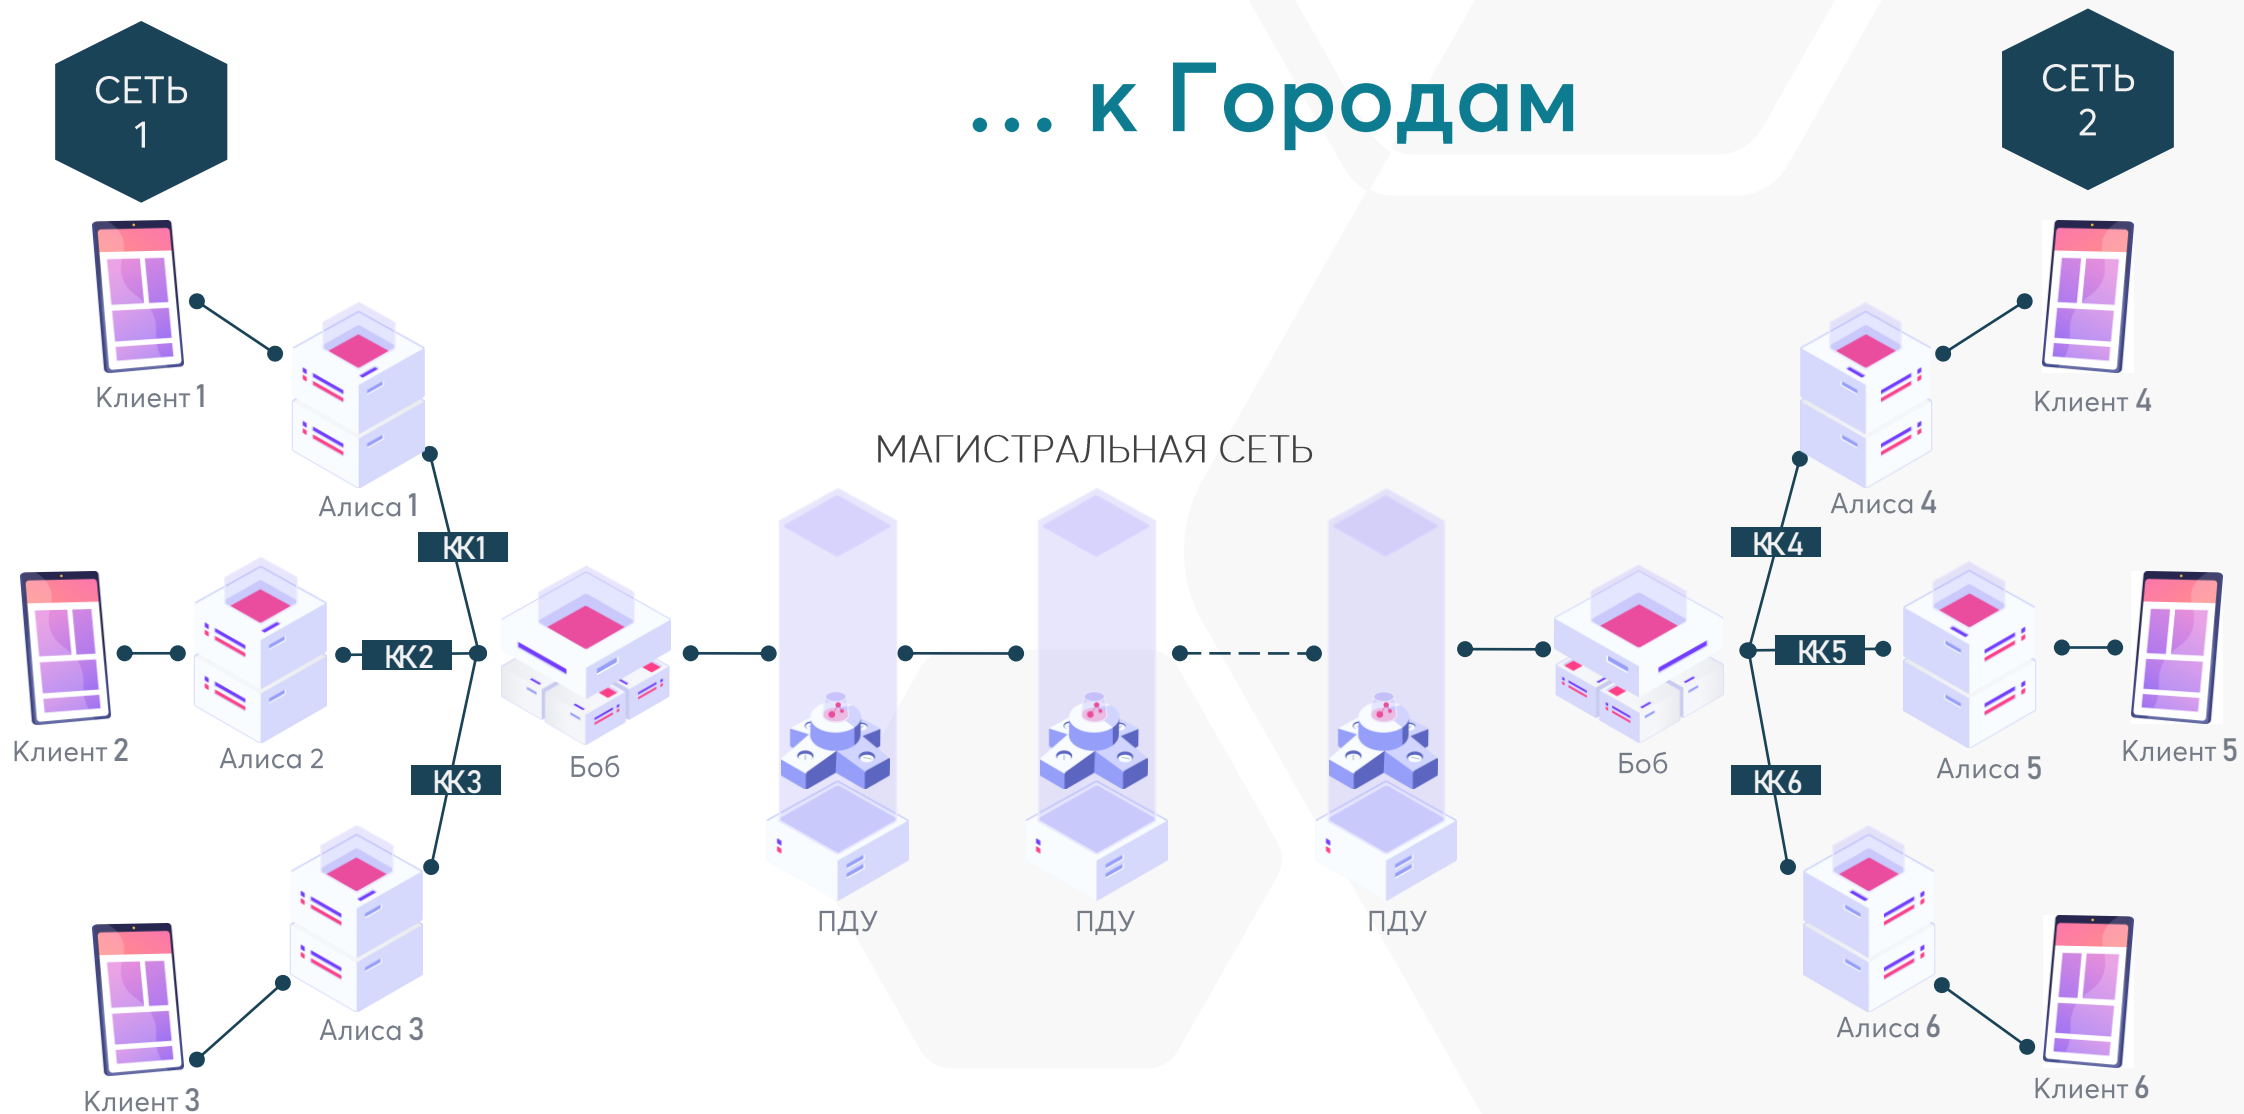 СЕТЬ
1
... к Городам
СЕТЬ
2
Клиент 1
Алиса 1
КК1
Клиент 2
Алиса 2
КК2
КК3
Боб
Алиса 3
Клиент 3
МАГИСТРАЛЬНАЯ СЕТЬ
ПДУ
ПДУ
ПДУ
Клиент 4
Алиса 4
КК4
Боб
КК5
Алиса 5
Клиент 5
КК6
Алиса 6
Клиент 6